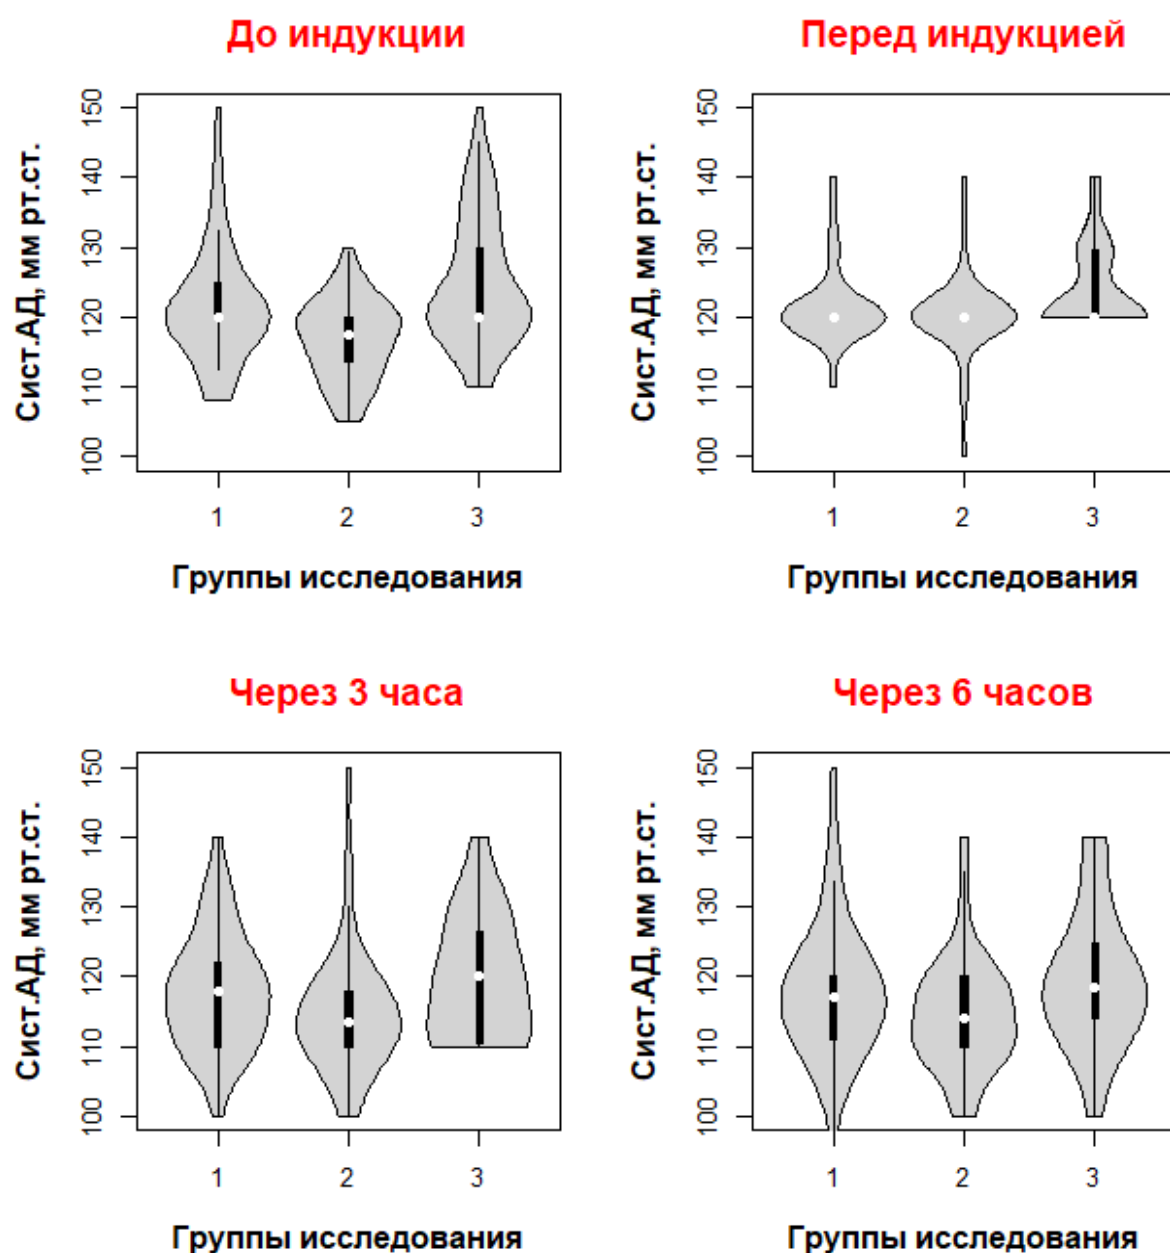 До индукции
Сист.АД, мм рт.ст.
150
140
130
120
110
100
1 2 3
Группы исследования
Перед индукцией
Сист.АД, мм рт.ст.
150
140
130
120
110
100
1 2 3
Группы исследования
Через 3 часа
Сист.АД, мм рт.ст.
150
140
130
120
110
100
1 2 3
Группы исследования
Через 6 часов
Сист.АД, мм рт.ст.
150
140
130
120
110
100
1 2 3
Группы исследования